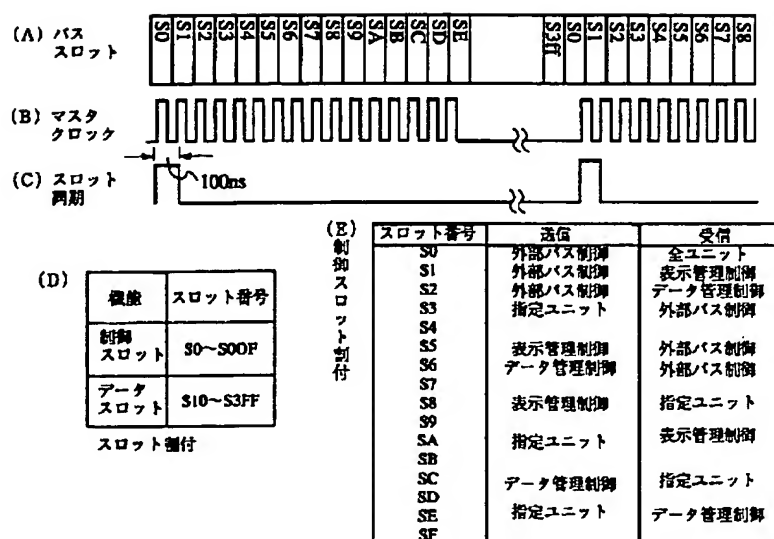 (A) バス
スロット
S0 S1 S2 S3 S4 S5 S6 S7 S8 S9 SA SB SC SD SE S3ff S0 S1 S2 S3 S4 S5 S6 S7 S8
(B) マスタ
クロック
(C) スロット
同期
100ns
(D)
機能 スロット番号
制御
スロット S0~S00F
データ
スロット S10~S3FF
スロット割付
(E)
制御スロット割付
スロット番号 送信 受信
S0 外部バス制御 全ユニット
S1 外部バス制御 表示管理制御
S2 外部バス制御 データ管理制御
S3 指定ユニット 外部バス制御
S4
S5 表示管理制御 外部バス制御
S6 データ管理制御 外部バス制御
S7
S8 表示管理制御 指定ユニット
S9
SA 指定ユニット 表示管理制御
SB
SC データ管理制御 指定ユニット
SD
SE 指定ユニット データ管理制御
SF